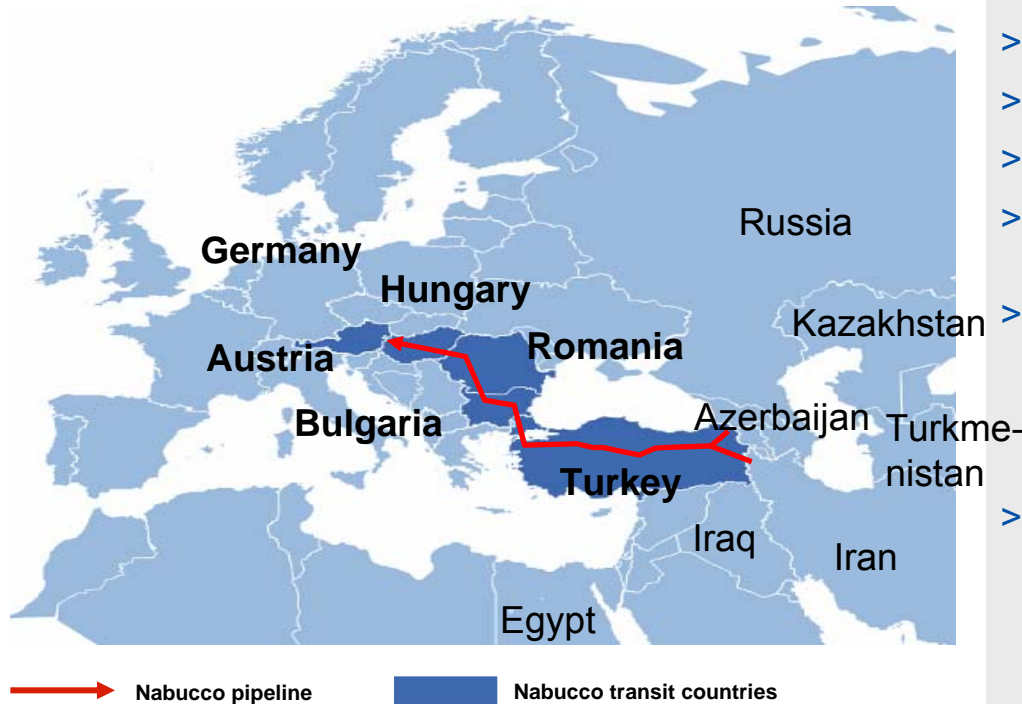 >
>
>
>
Russia
Germany
Hungary
Kazakhstan >
Romania
Austria
Azerbaijan
Bulgaria
Turkme-
nistan
Turkey
>
Iraq
Iran
Egypt
Nabucco pipeline
Nabucco transit countries